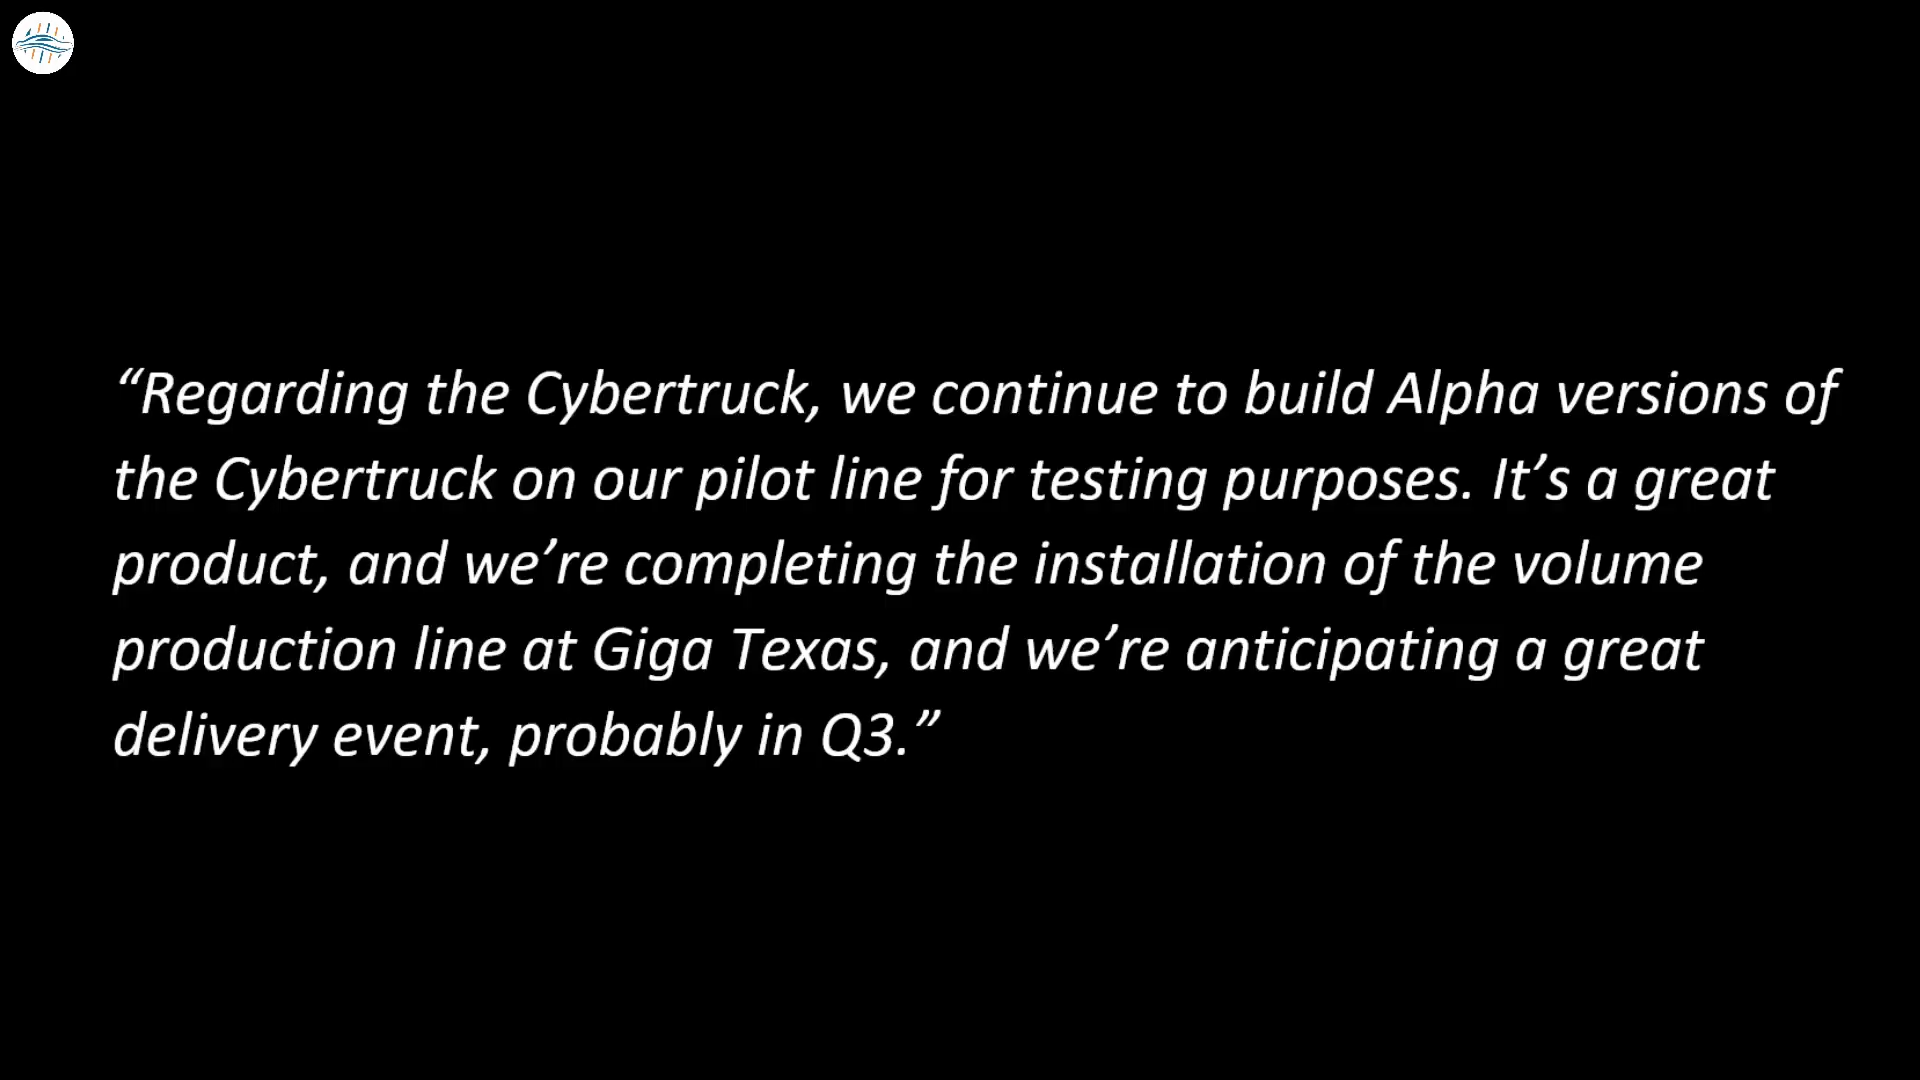 “Regarding the Cybertruck, we continue to build Alpha versions of
the Cybertruck on our pilot line for testing purposes. It’s a great
product, and we’re completing the installation of the volume
production line at Giga Texas, and we’re anticipating a great
delivery event, probably in Q3.”